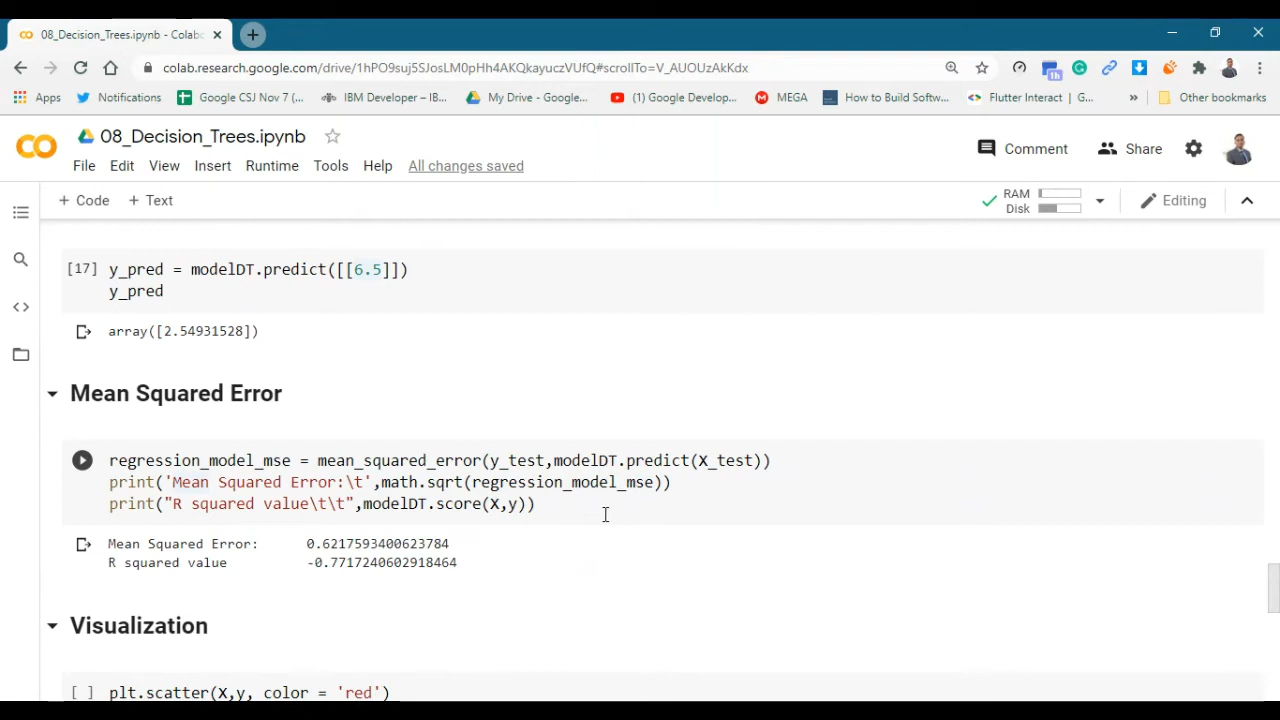 08_Decision_Trees.ipynb - Colabo
colab.research.google.com/drive/1hPO9suj5SJosLM0pHh4AKQkayuczVUfQ#scrollTo=V_AUOUzAkKdx
1h
Apps
Notifications
Google CSJ Nov 7 (...
IBM Developer – IB...
My Drive - Google...
(1) Google Develop...
MEGA
How to Build Softw...
Flutter Interact | G...
»
Other bookmarks
08_Decision_Trees.ipynb
Comment
Share
File Edit View Insert Runtime Tools Help All changes saved
+ Code + Text
RAM
Disk
Editing
[17] y_pred = modelDT.predict([[6.5]])
y_pred
array([2.54931528])
Mean Squared Error
regression_model_mse = mean_squared_error(y_test,modelDT.predict(X_test))
print('Mean Squared Error:\t',math.sqrt(regression_model_mse))
print("R squared value\t\t",modelDT.score(X,y))
Mean Squared Error: 0.6217593400623784
R squared value -0.7717240602918464
Visualization
[ ] plt.scatter(X,y, color = 'red')